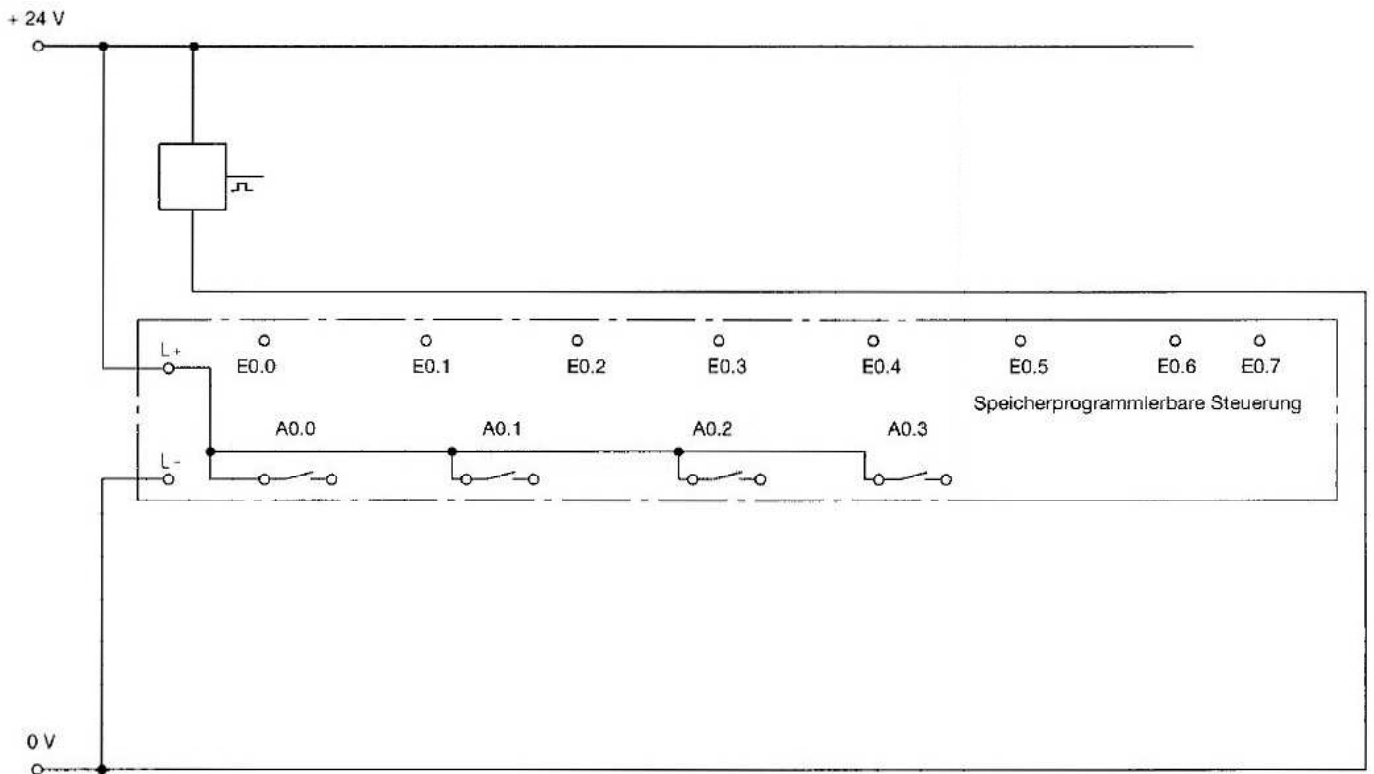 + 24 V
L+
E0.0 E0.1 E0.2 E0.3 E0.4 E0.5 E0.6 E0.7
Speicherprogrammierbare Steuerung
A0.0 A0.1 A0.2 A0.3
L-
0 V